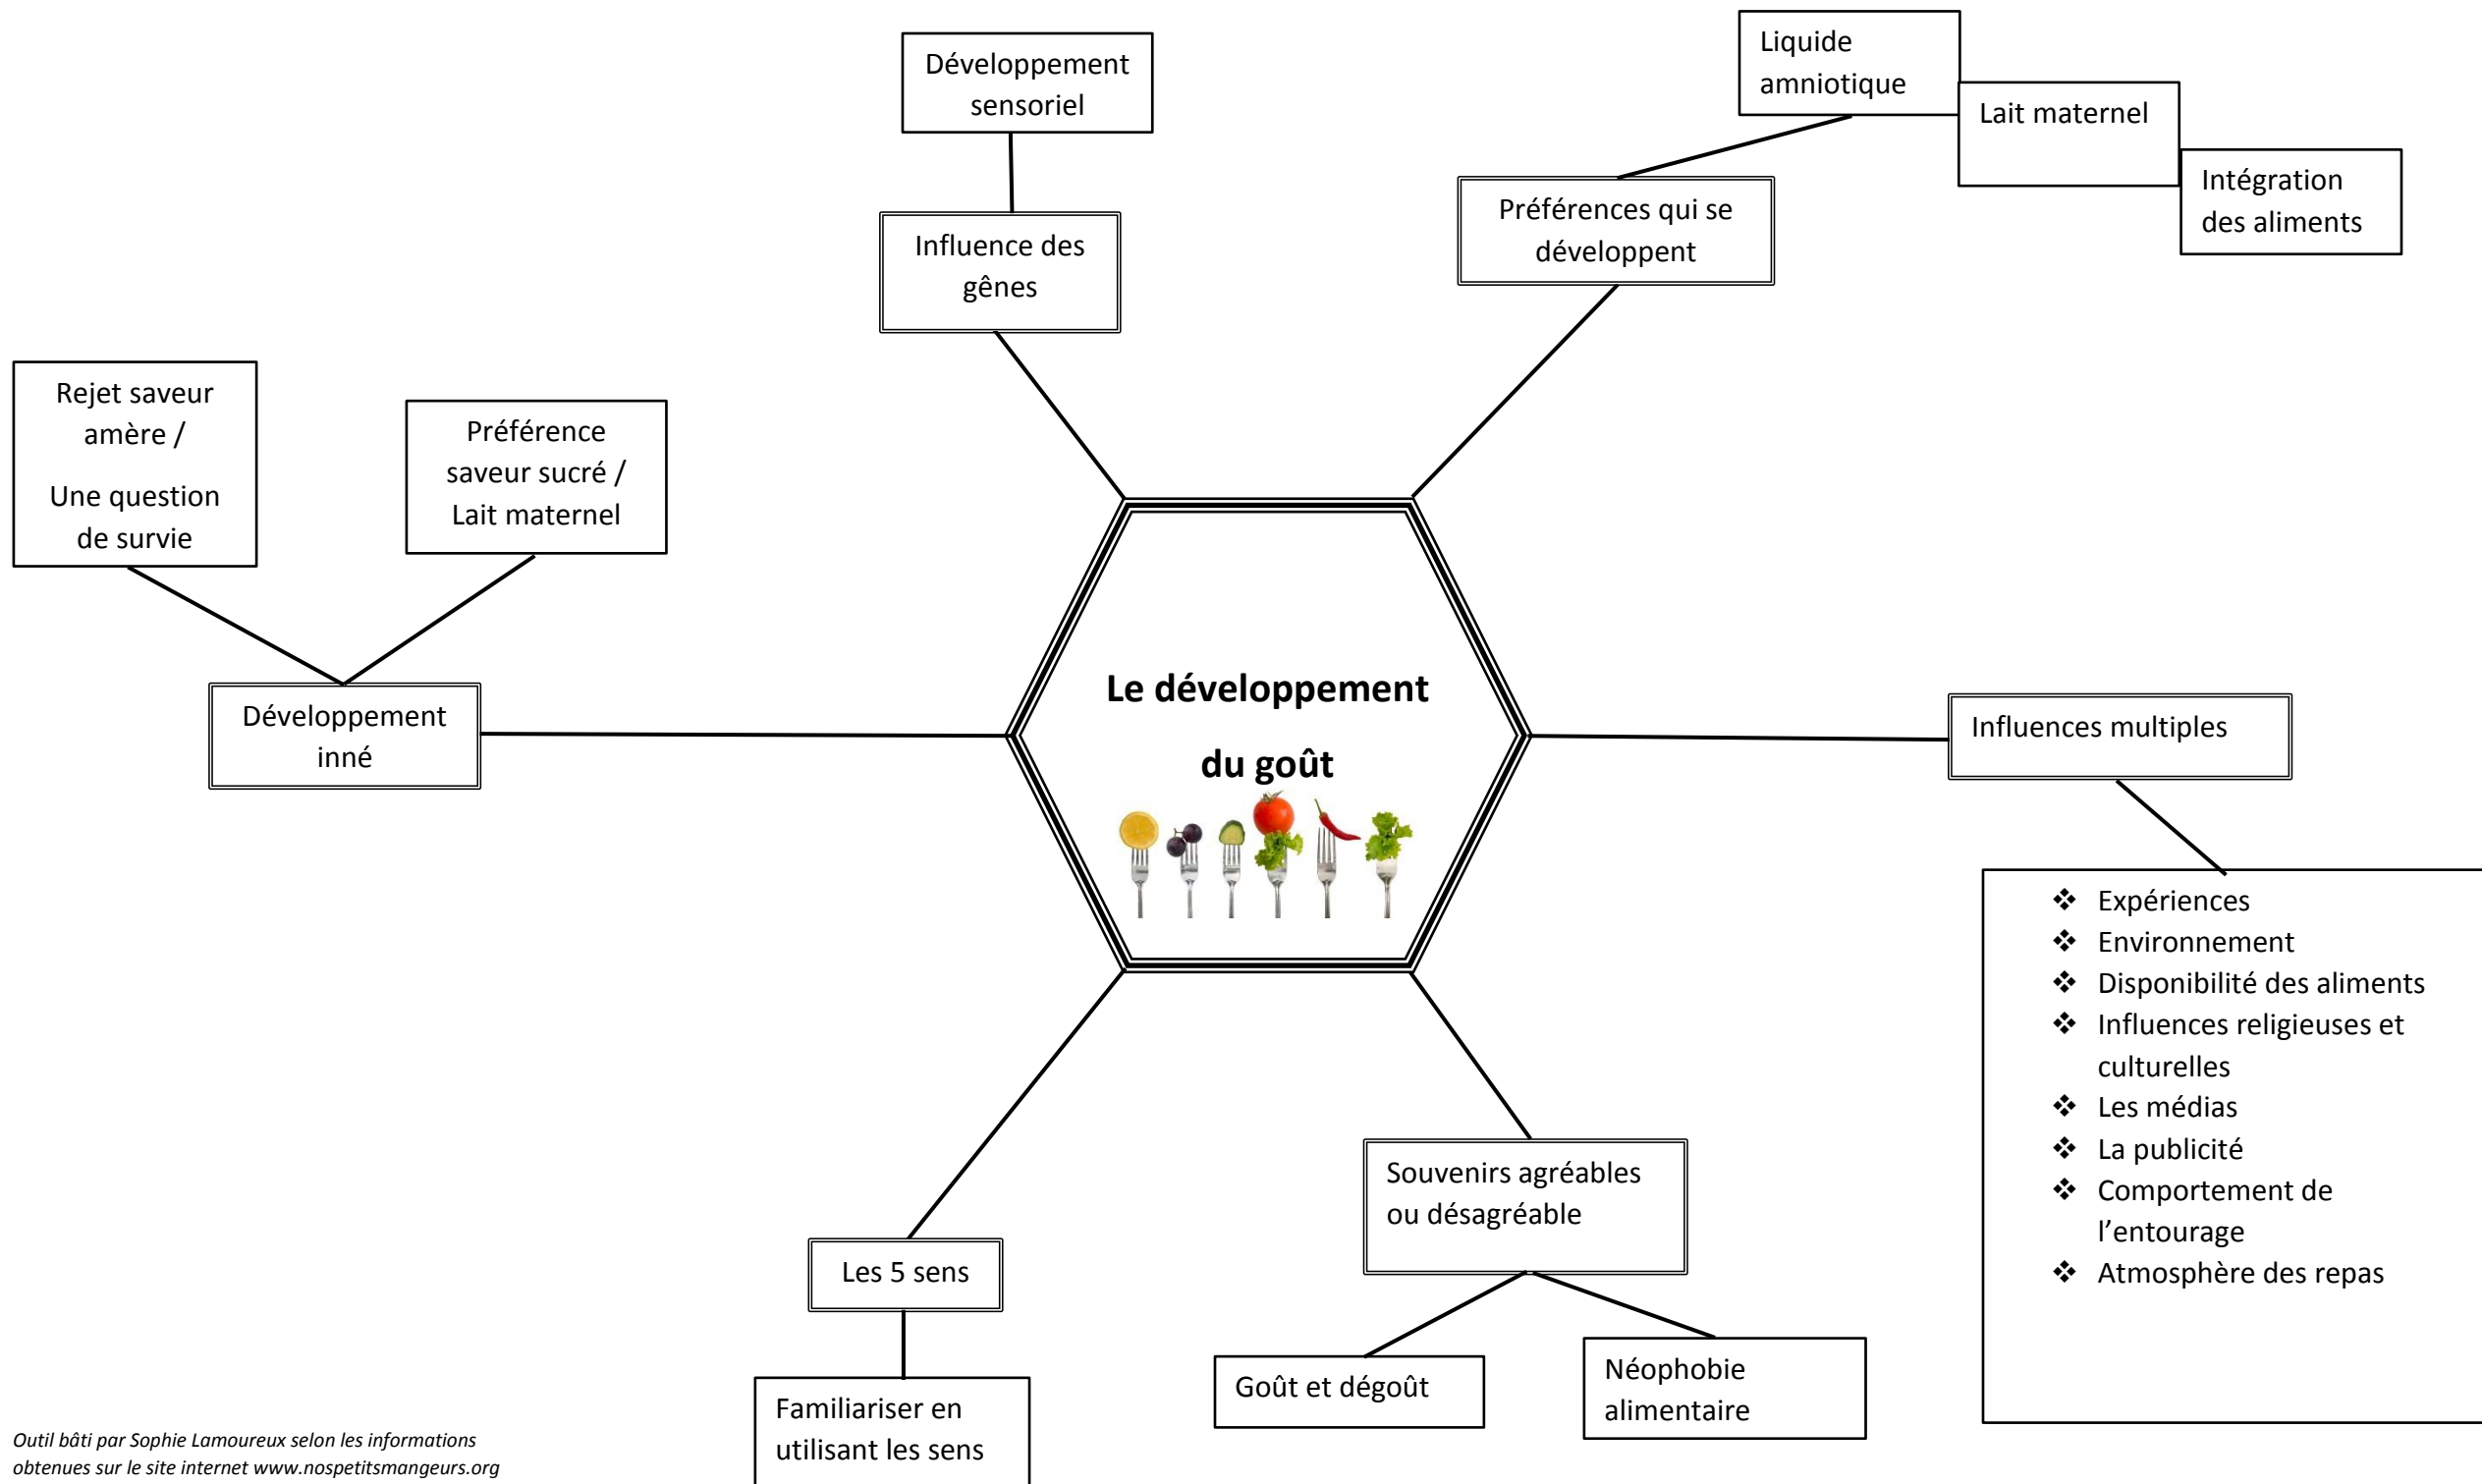 Développement
sensoriel
Influence des
gênes
Liquide
amniotique
Lait maternel
Intégration
des aliments
Préférences qui se
développent
Rejet saveur
amère /
Une question
de survie
Préférence
saveur sucré /
Lait maternel
Développement
inné
Le développement
du goût
Influences multiples
❖ Expériences
❖ Environnement
❖ Disponibilité des aliments
❖ Influences religieuses et
culturelles
❖ Les médias
❖ La publicité
❖ Comportement de
l’entourage
❖ Atmosphère des repas
Souvenirs agréables
ou désagréable
Goût et dégoût
Néophobie
alimentaire
Les 5 sens
Familiariser en
utilisant les sens
Outil bâti par Sophie Lamoureux selon les informations
obtenues sur le site internet www.nospetitsmangeurs.org